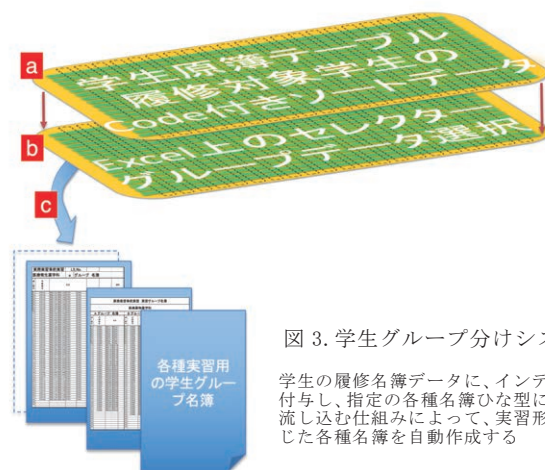 a
学生原簿テーブル
履修対象学生の
Code付きソートデータ
b
Excel上のセレクター
グループデータ選択
c
各種実習用
の学生グルー
プ名簿
図 3. 学生グループ分けシス
学生の履修名簿データに、インデ
付与し、指定の各種名簿ひな型に
流し込む仕組みによって、実習形
じた各種名簿を自動作成する